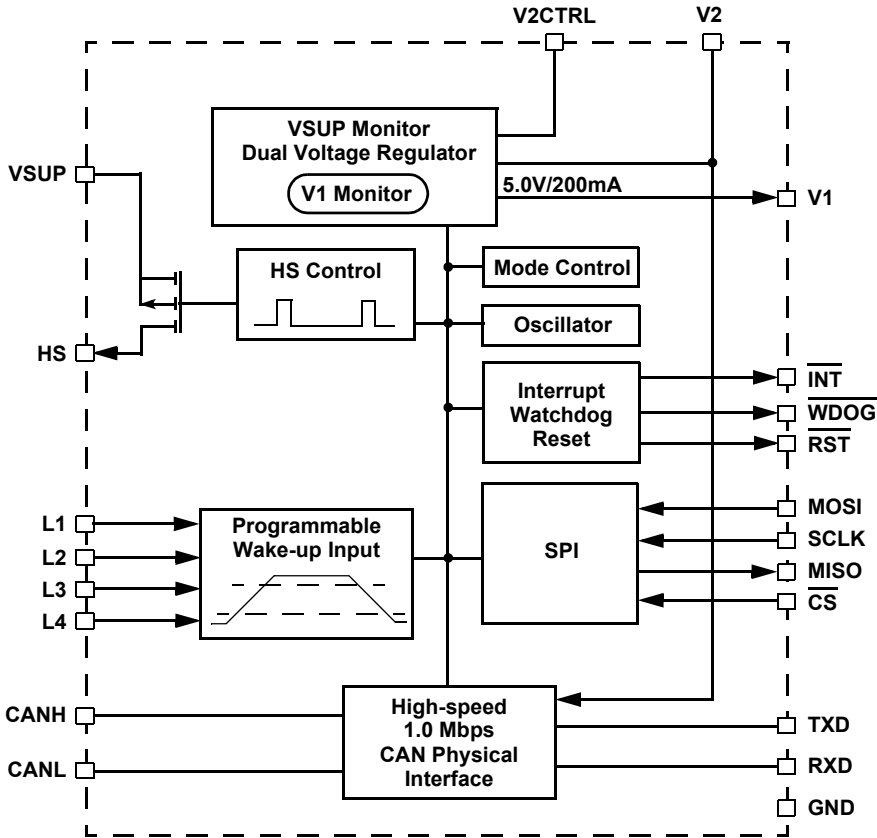 V2CTRL
V2
VSUP Monitor
Dual Voltage Regulator
V1 Monitor
VSUP
5.0V/200mA
V1
HS Control
Mode Control
Oscillator
HS
Interrupt
Watchdog
Reset
INT
WDOG
RST
L1
L2
L3
L4
Programmable
Wake-up Input
SPI
MOSI
SCLK
MISO
CS
CANH
CANL
High-speed
1.0 Mbps
CAN Physical
Interface
TXD
RXD
GND